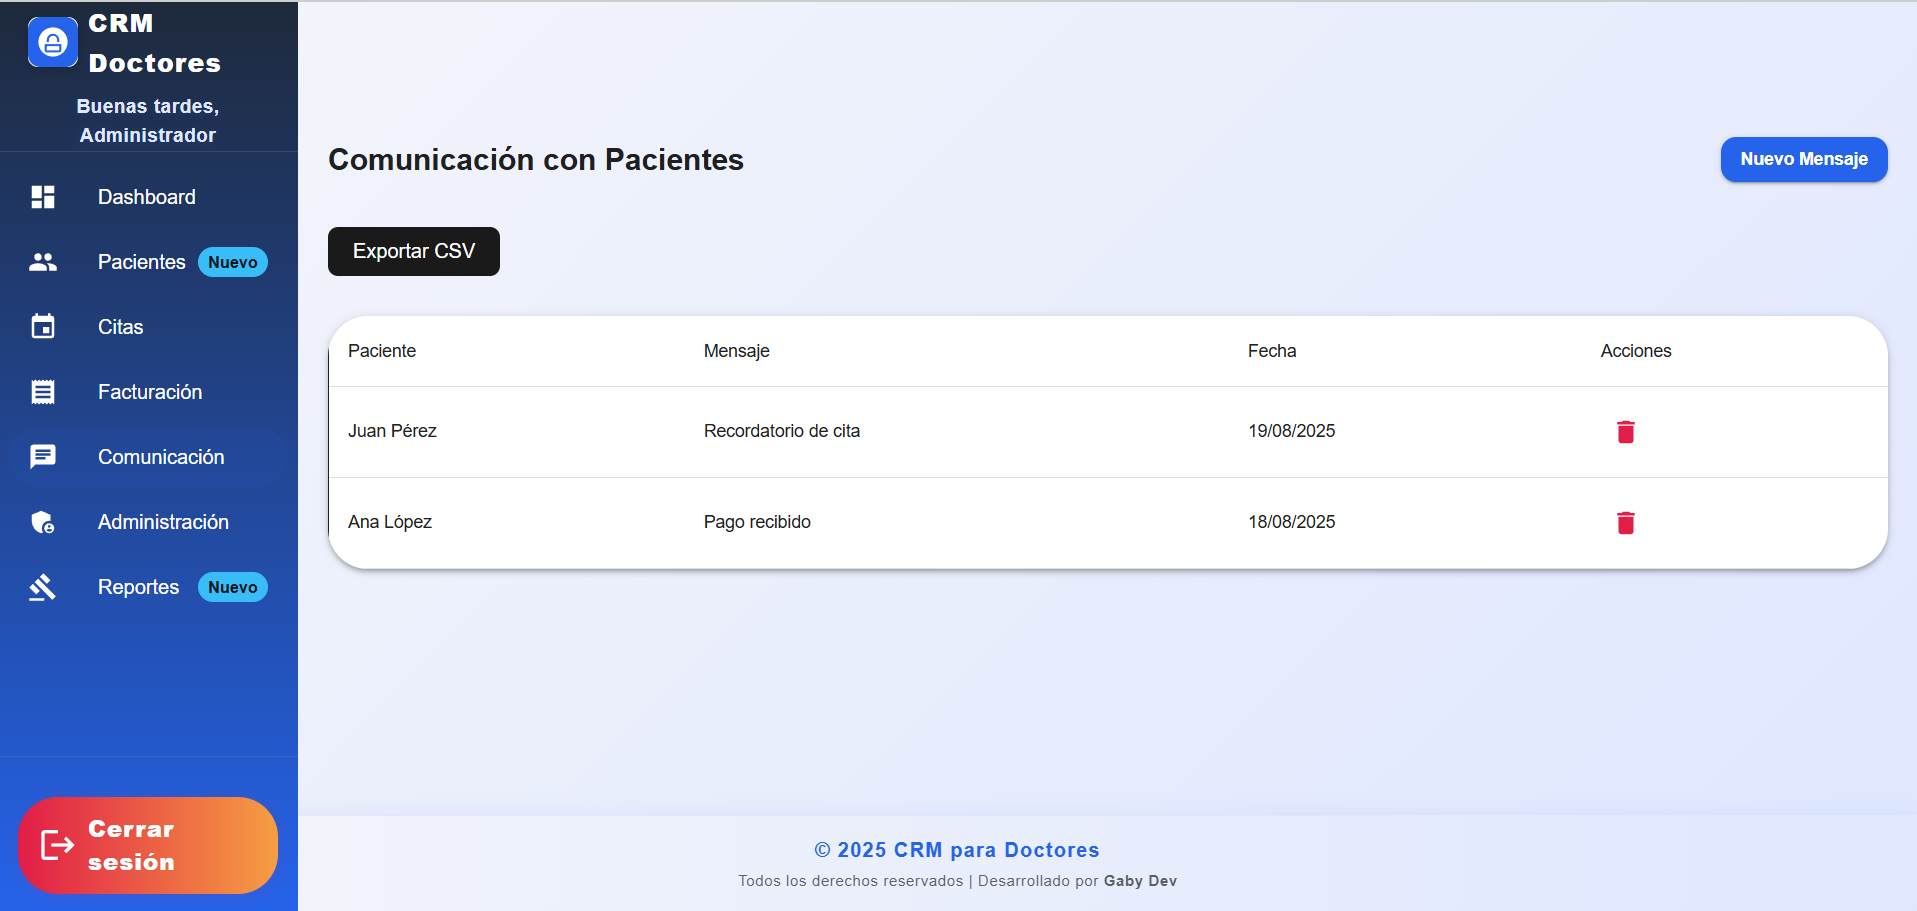 CRM
Doctores
Buenas tardes,
Administrador
Dashboard
Pacientes Nuevo
Citas
Facturación
Comunicación
Administración
Reportes Nuevo
Cerrar
sesión
Comunicación con Pacientes
Nuevo Mensaje
Exportar CSV
Paciente Mensaje Fecha Acciones
Juan Pérez Recordatorio de cita 19/08/2025
Ana López Pago recibido 18/08/2025
© 2025 CRM para Doctores
Todos los derechos reservados | Desarrollado por Gaby Dev